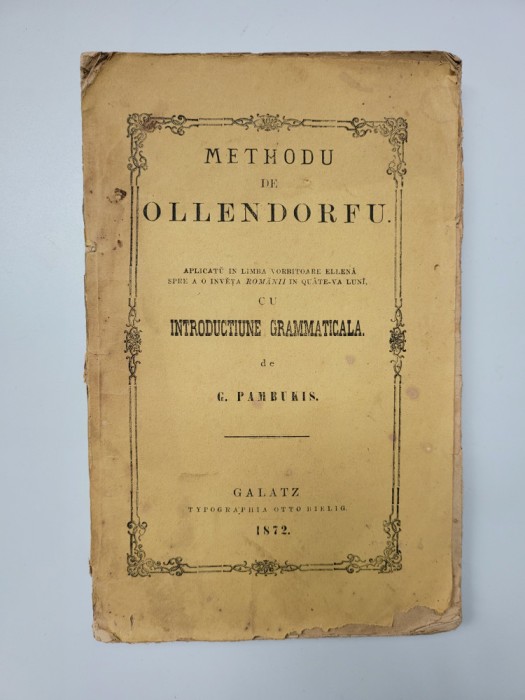 METHODU
DE
OLLENDORFU.
APLICATŬ IN LIMBA VORBITOARE ELLENĂ
SPRE A O INVĔȚA ROMÂNII IN QUÂTE-VA LUNĬ,
CU
INTRODUCTIUNE GRAMMATICALA.
de
G. PAMBUKIS.
GALATZ
TYPOGRAPHIA OTTO BIELIG.
1872.